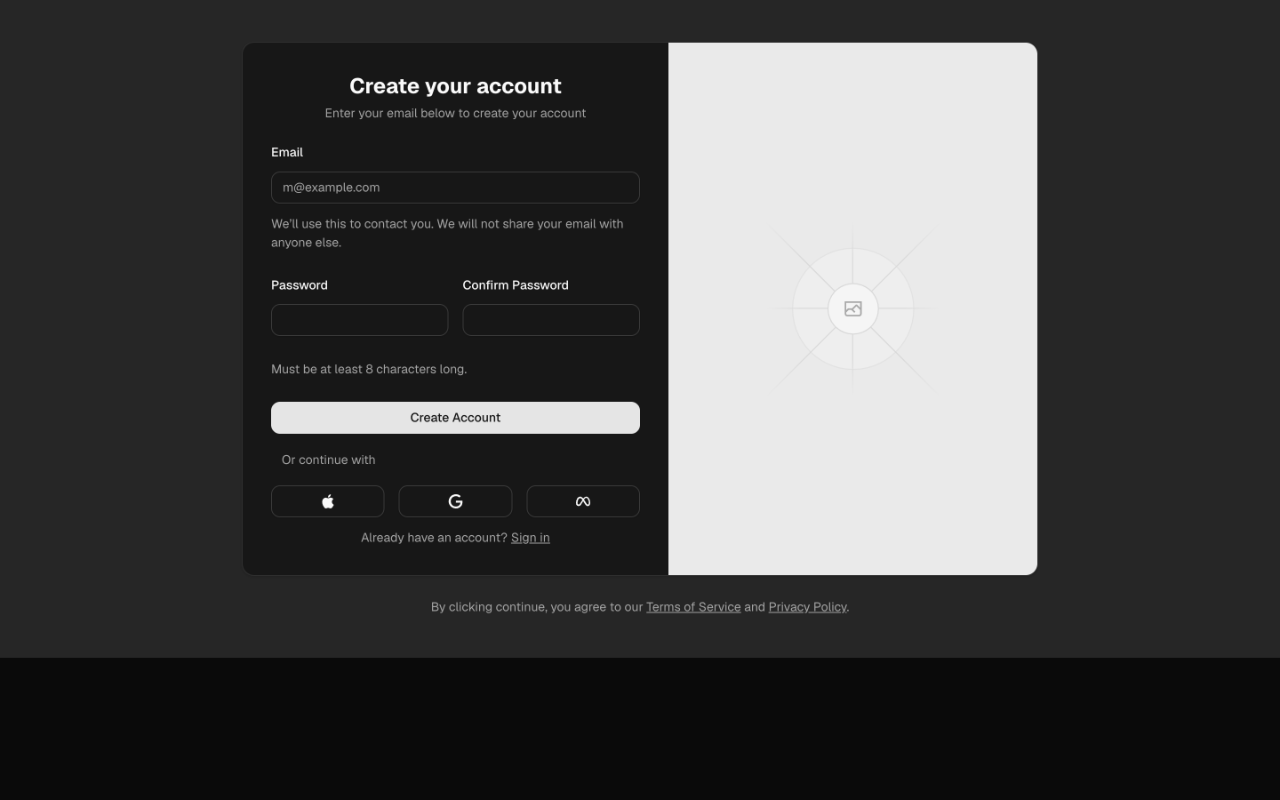 Create your account
Enter your email below to create your account
Email
m@example.com
We'll use this to contact you. We will not share your email with
anyone else.
Password
Confirm Password
Must be at least 8 characters long.
Create Account
Or continue with
Already have an account? Sign in
By clicking continue, you agree to our Terms of Service and Privacy Policy.